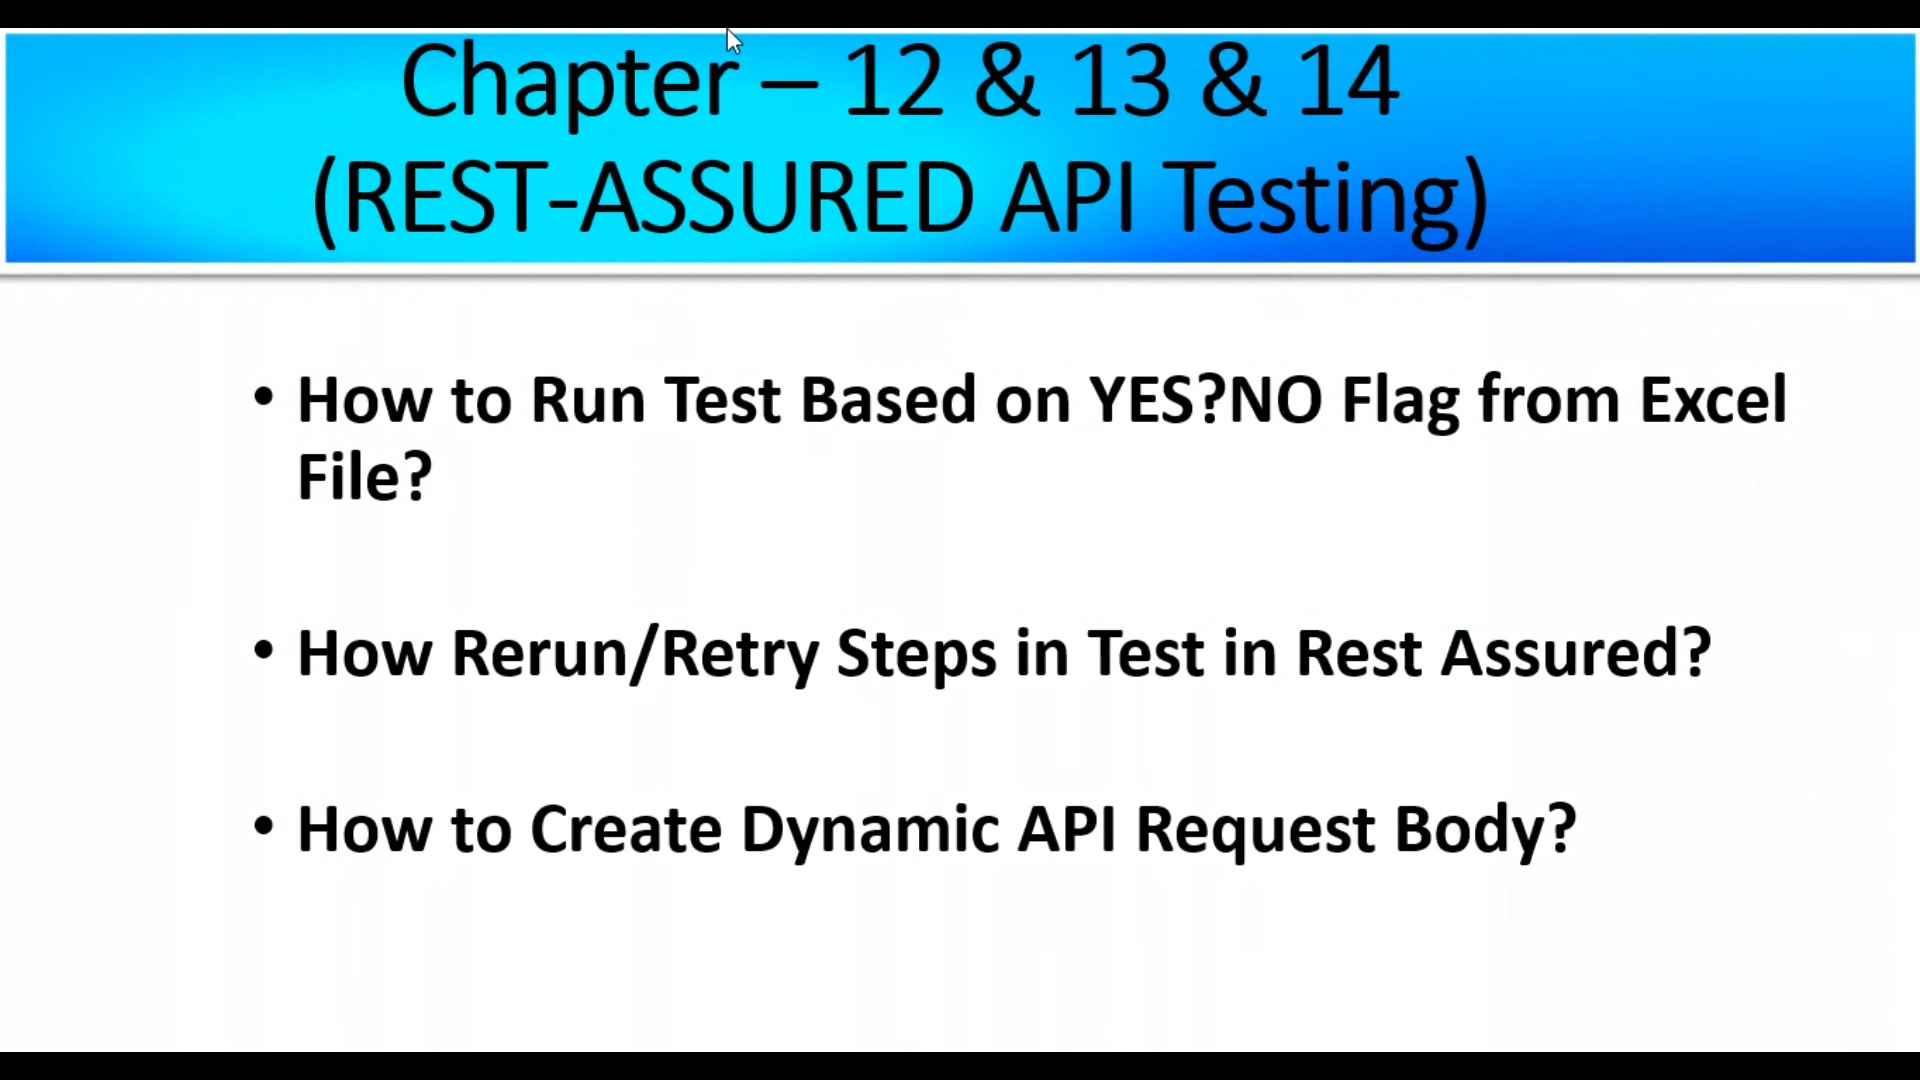 Chapter – 12 & 13 & 14
(REST-ASSURED API Testing)
• How to Run Test Based on YES?NO Flag from Excel
File?
• How Rerun/Retry Steps in Test in Rest Assured?
• How to Create Dynamic API Request Body?